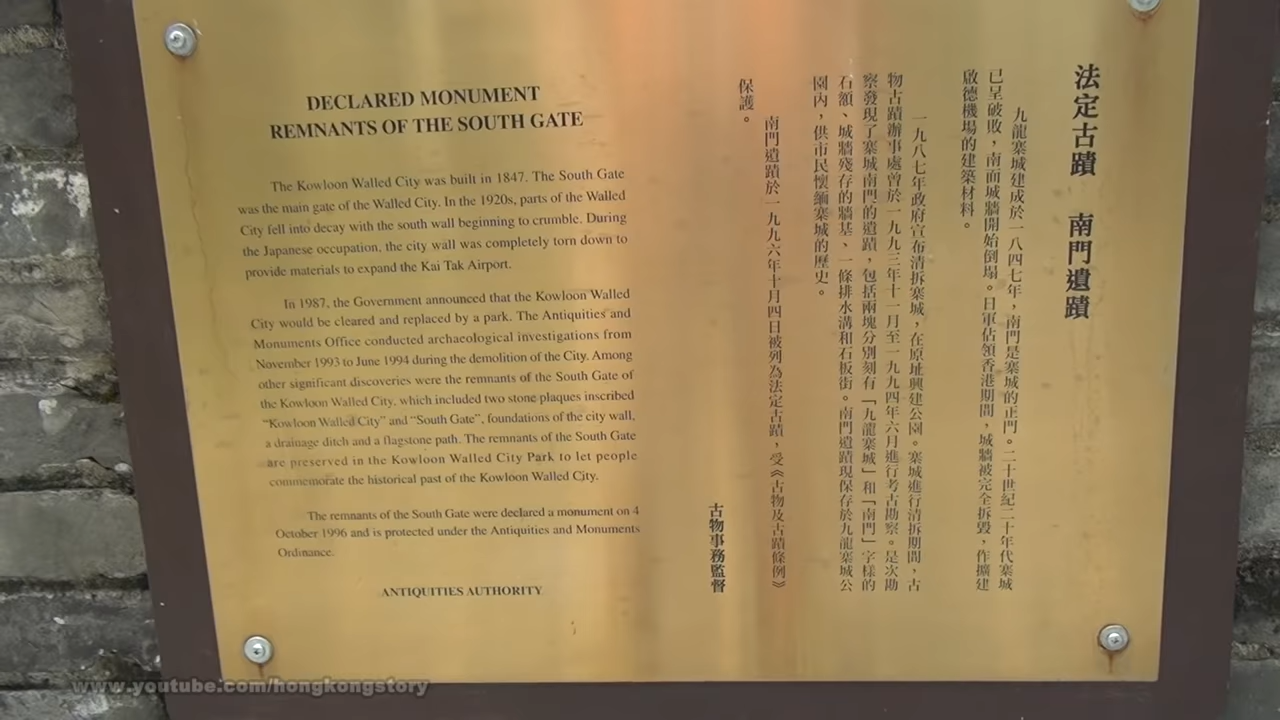 DECLARED MONUMENT
REMNANTS OF THE SOUTH GATE
The Kowloon Walled City was built in 1847. The South Gate
was the main gate of the Walled City. In the 1920s, parts of the Walled
City fell into decay with the south wall beginning to crumble. During
the Japanese occupation, the city wall was completely torn down to
provide materials to expand the Kai Tak Airport.
In 1987, the Government announced that the Kowloon Walled
City would be cleared and replaced by a park. The Antiquities and
Monuments Office conducted archaeological investigations from
November 1993 to June 1994 during the demolition of the City. Among
other significant discoveries were the remnants of the South Gate of
the Kowloon Walled City, which included two stone plaques inscribed
“Kowloon Walled City” and “South Gate”, foundations of the city wall,
a drainage ditch and a flagstone path. The remnants of the South Gate
are preserved in the Kowloon Walled City Park to let people
commemorate the historical past of the Kowloon Walled City.
The remnants of the South Gate were declared a monument on 4
October 1996 and is protected under the Antiquities and Monuments
Ordinance.
ANTIQUITIES AUTHORITY
法定古蹟 南門遺蹟
九龍寨城建成於一八四七年，南門是寨城的正門。二十世紀二十年代寨城
已呈破敗，南面城牆開始倒塌。日軍佔領香港期間，城牆被完全拆毀，作擴建
啟德機場的建築材料。
一九八七年政府宣布清拆寨城，在原址興建公園。寨城進行清拆期間，古
物古蹟辦事處曾於一九九三年十一月至一九九四年六月進行考古勘察。是次勘
察發現了寨城南門的遺蹟，包括兩塊分別刻有「九龍寨城」和「南門」字樣的
石額、城牆殘存的牆基、一條排水溝和石板街。南門遺蹟現保存於九龍寨城公
園內，供市民懷緬寨城的歷史。
南門遺蹟於一九九六年十月四日被列為法定古蹟，受《古物及古蹟條例》
保護。
古物事務監督
www.youtube.com/hongkongstory